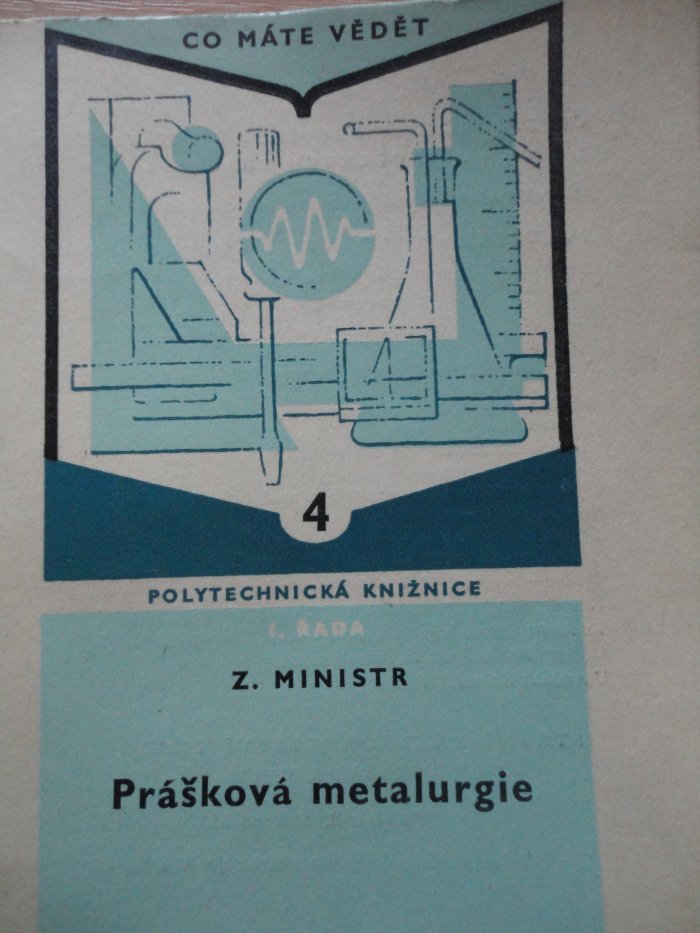 CO MÁTE VĚDĚT
4
POLYTECHNICKÁ KNIŽNICE
I. ŘADA
Z. MINISTR
Prášková metalurgie